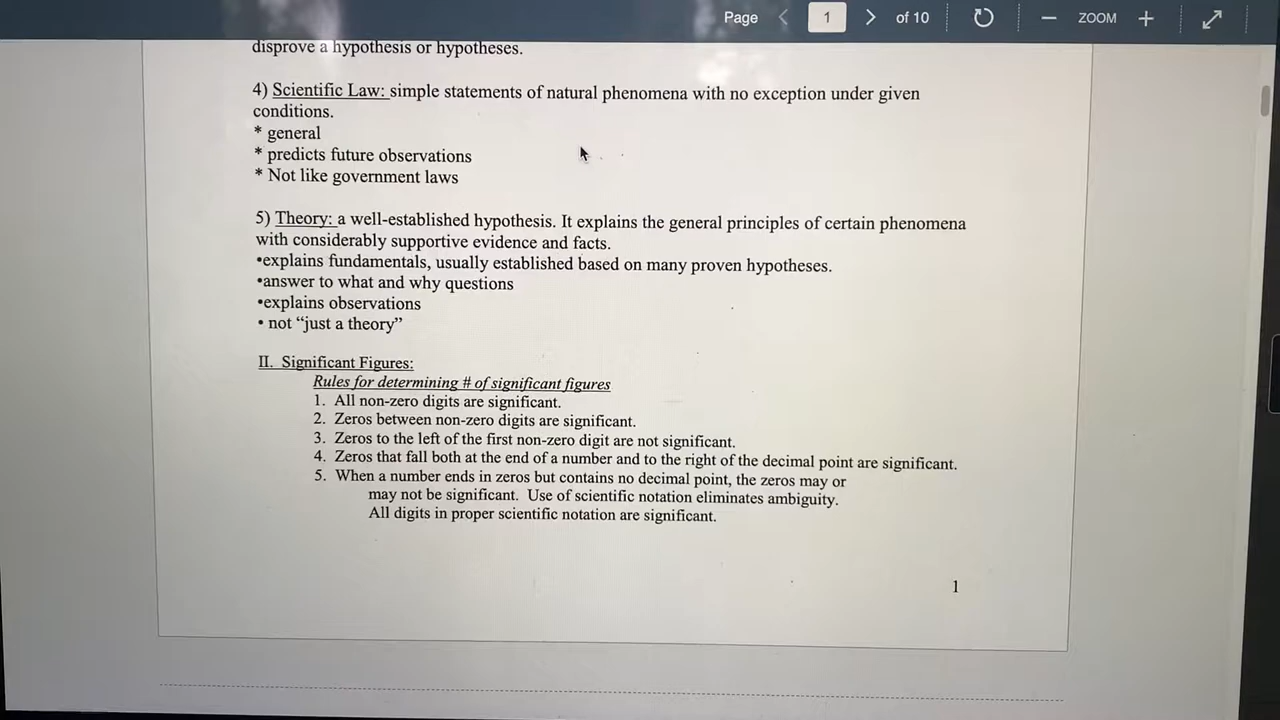 Page 1 of 10 ZOOM
disprove a hypothesis or hypotheses.
4) Scientific Law: simple statements of natural phenomena with no exception under given
conditions.
* general
* predicts future observations
* Not like government laws
5) Theory: a well-established hypothesis. It explains the general principles of certain phenomena
with considerably supportive evidence and facts.
•explains fundamentals, usually established based on many proven hypotheses.
•answer to what and why questions
•explains observations
• not “just a theory”
II. Significant Figures:
Rules for determining # of significant figures
1. All non-zero digits are significant.
2. Zeros between non-zero digits are significant.
3. Zeros to the left of the first non-zero digit are not significant.
4. Zeros that fall both at the end of a number and to the right of the decimal point are significant.
5. When a number ends in zeros but contains no decimal point, the zeros may or
may not be significant. Use of scientific notation eliminates ambiguity.
All digits in proper scientific notation are significant.
1